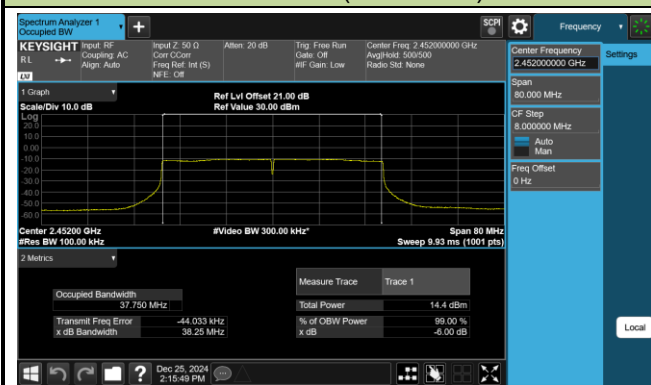 Spectrum Analyzer 1
Occupied BW
SCPI
Frequency
KEYSIGHT
RL
Input: RF
Coupling: AC
Align: Auto
Input Z: 50 Ω
Corr CCorr
Freq Ref: Int (S)
NFE: Off
Atten: 20 dB
Trig: Free Run
Gate: Off
#IF Gain: Low
Center Freq: 2.452000000 GHz
Avg|Hold: 500/500
Radio Std: None
Center Frequency
2.452000000 GHz
Settings
Span
80.000 MHz
CF Step
8.000000 MHz
Auto
Man
Freq Offset
0 Hz
1 Graph
Scale/Div 10.0 dB
Ref Lvl Offset 21.00 dB
Ref Value 30.00 dBm
Log
20.0
10.0
0.00
-10.0
-20.0
-30.0
-40.0
-50.0
-60.0
Center 2.45200 GHz
#Res BW 100.00 kHz
#Video BW 300.00 kHz*
Span 80 MHz
Sweep 9.93 ms (1001 pts)
2 Metrics
Measure Trace Trace 1
Occupied Bandwidth
37.750 MHz
Total Power 14.4 dBm
Transmit Freq Error -44.033 kHz
% of OBW Power 99.00 %
x dB Bandwidth 38.25 MHz
x dB -6.00 dB
Local
Dec 25, 2024
2:15:49 PM